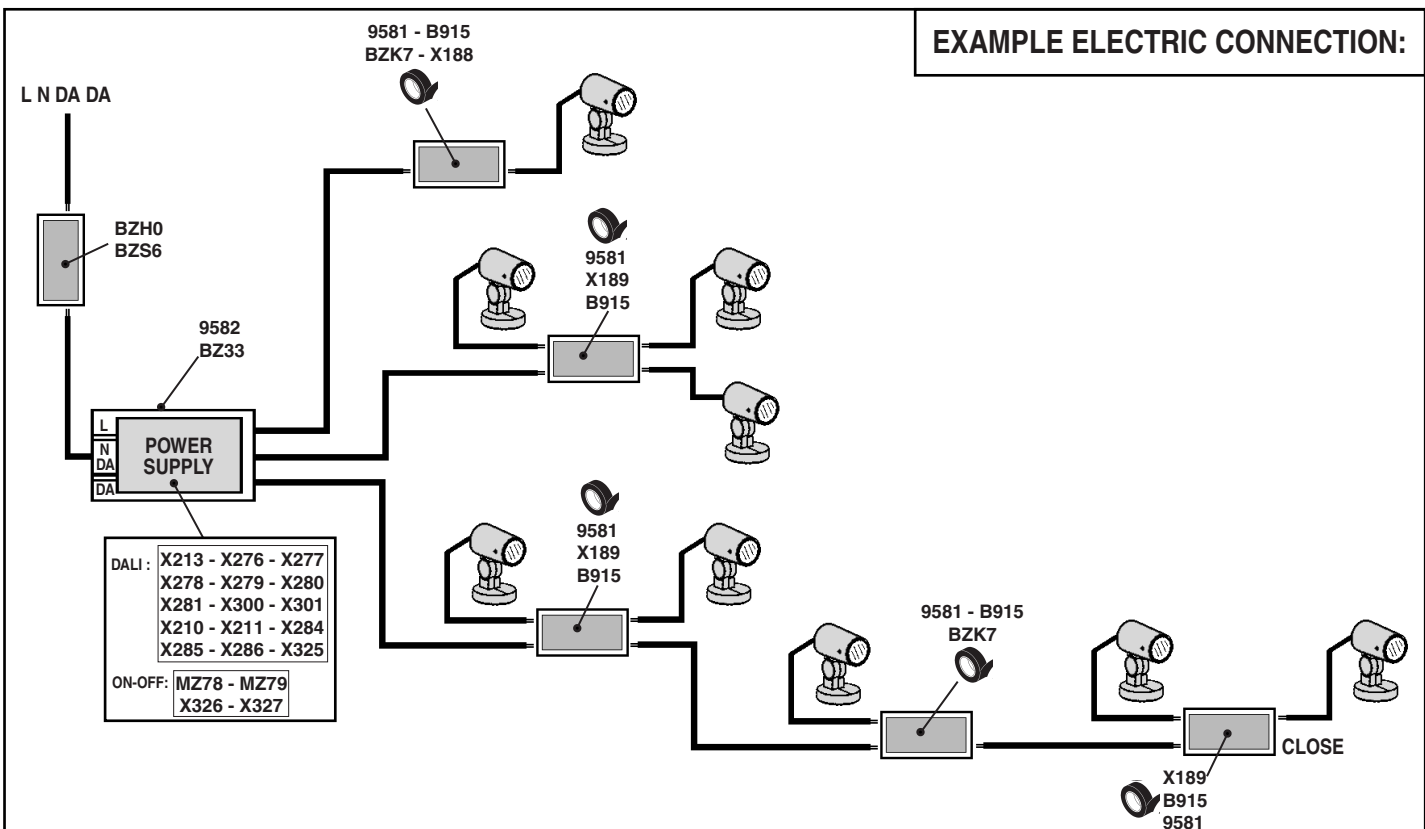 EXAMPLE ELECTRIC CONNECTION:
9581 - B915
BZK7 - X188
L N DA DA
BZH0
BZS6
9581
X189
B915
9582
BZ33
L
N
DA
DA
POWER
SUPPLY
9581
X189
B915
DALI :
X213 - X276 - X277
X278 - X279 - X280
X281 - X300 - X301
X210 - X211 - X284
X285 - X286 - X325
ON-OFF:
MZ78 - MZ79
X326 - X327
9581 - B915
BZK7
CLOSE
X189
B915
9581